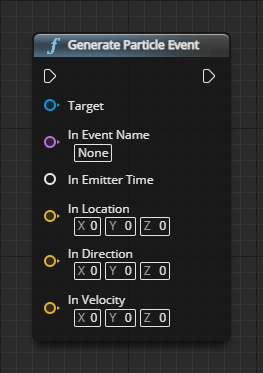 f Generate Particle Event
Target
In Event Name
None
In Emitter Time
In Location
X 0 Y 0 Z 0
In Direction
X 0 Y 0 Z 0
In Velocity
X 0 Y 0 Z 0